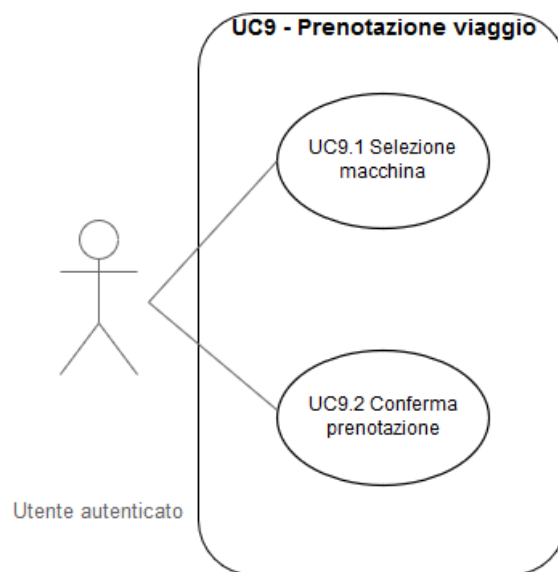 UC9 - Prenotazione viaggio
UC9.1 Selezione
macchina
UC9.2 Conferma
prenotazione
Utente autenticato